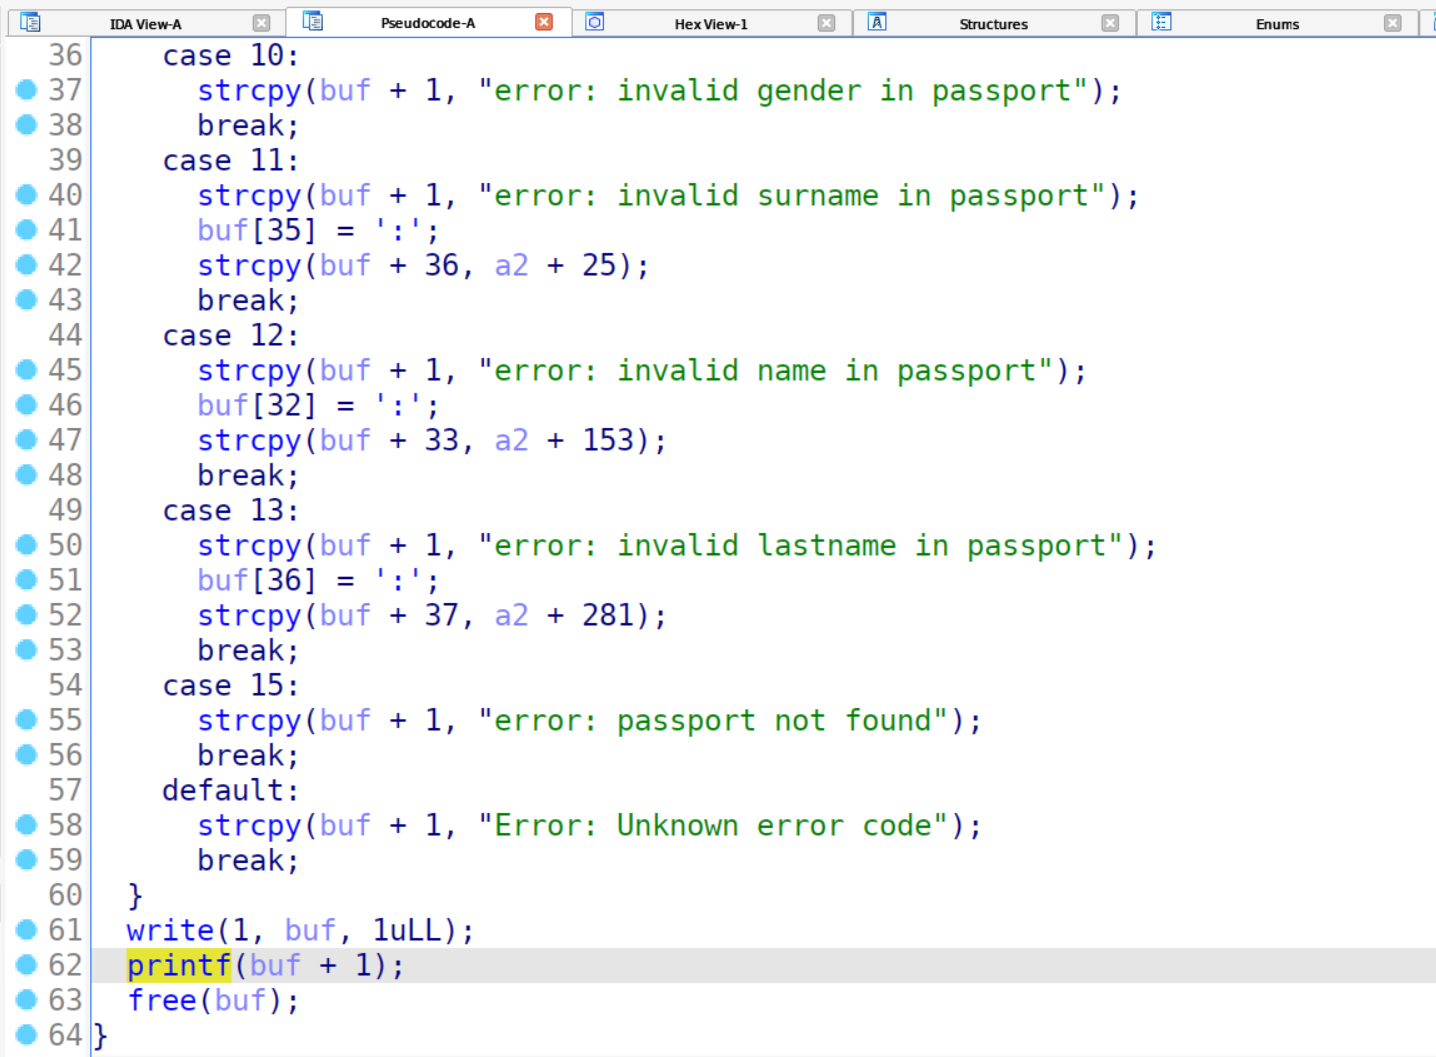 IDA View-A Pseudocode-A Hex View-1 Structures Enums
36 case 10:
37 strcpy(buf + 1, "error: invalid gender in passport");
38 break;
39 case 11:
40 strcpy(buf + 1, "error: invalid surname in passport");
41 buf[35] = ':';
42 strcpy(buf + 36, a2 + 25);
43 break;
44 case 12:
45 strcpy(buf + 1, "error: invalid name in passport");
46 buf[32] = ':';
47 strcpy(buf + 33, a2 + 153);
48 break;
49 case 13:
50 strcpy(buf + 1, "error: invalid lastname in passport");
51 buf[36] = ':';
52 strcpy(buf + 37, a2 + 281);
53 break;
54 case 15:
55 strcpy(buf + 1, "error: passport not found");
56 break;
57 default:
58 strcpy(buf + 1, "Error: Unknown error code");
59 break;
60 }
61 write(1, buf, 1uLL);
62 printf(buf + 1);
63 free(buf);
64 }